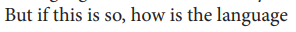 But if this is so, how is the language